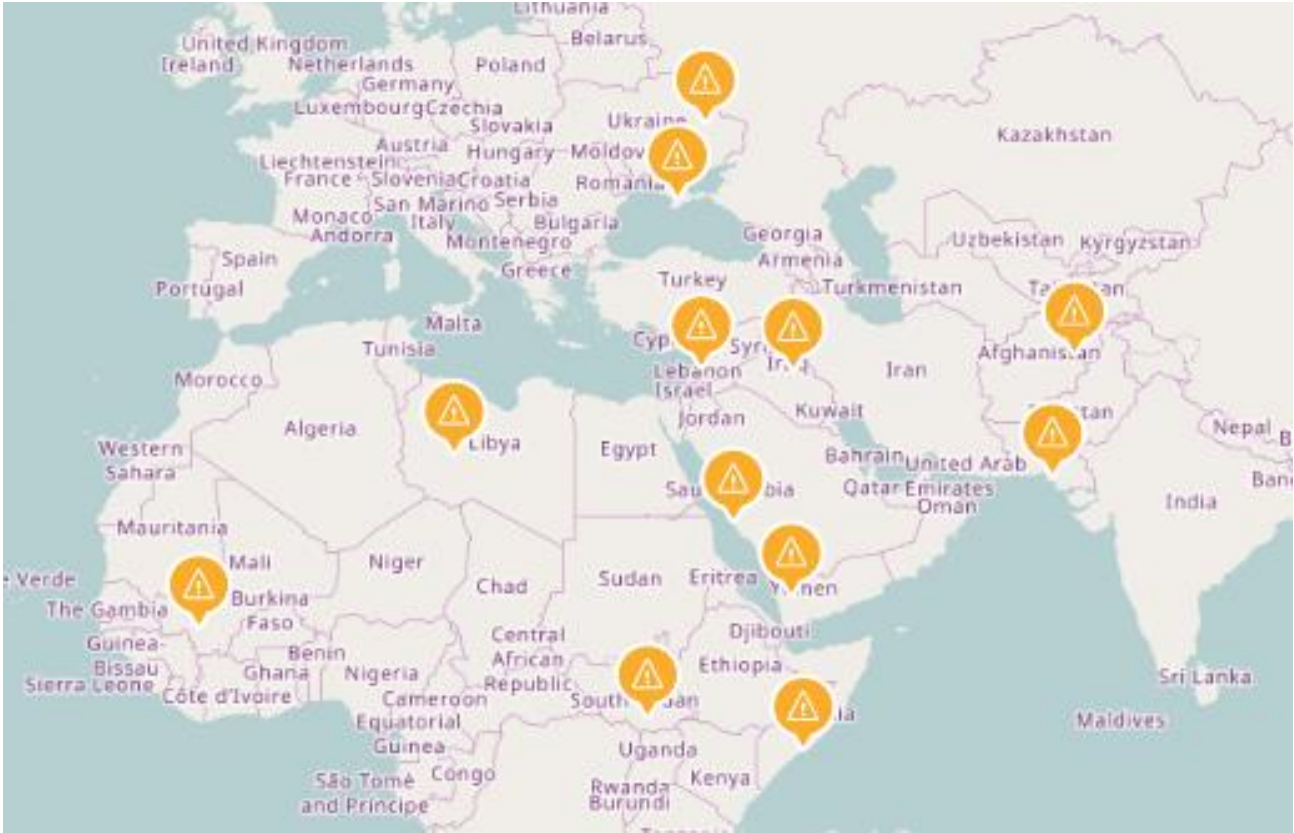 Lithuania
United Kingdom
Belarus
Ireland
Netherlands
Poland
Germany
Luxembourg
Czechia
Ukraine
Slovakia
Kazakhstan
Austria
Hungary
Moldov
Liechtenstein
France
Slovenia
Croatia
Romania
San Marino
Serbia
Monaco
Italy
Bulgaria
Andorra
Montenegro
Georgia
Uzbekistan
Kyrgyzstan
Spain
Greece
Armenia
Portugal
Turkey
Turkmenistan
Malta
Tunisia
Afghanistan
Lebanon
Iran
Morocco
Israel
Kuwait
Algeria
Jordan
Nepal
Western
Sahara
Libya
Egypt
Bahrain
United Arab
Emirates
Qatar
Oman
India
Mauritania
Mali
Niger
Chad
Sudan
Eritrea
Yemen
e Verde
The Gambia
Burkina
Faso
Djibouti
Guinea-
Bissau
Benin
Central
African
Republic
Ethiopia
Sierra Leone
Ghana
Nigeria
Côte d'Ivoire
Cameroon
Sri Lanka
Equatorial
Guinea
Maldives
Uganda
Congo
Kenya
São Tomé
and Principe
Rwanda
Burundi